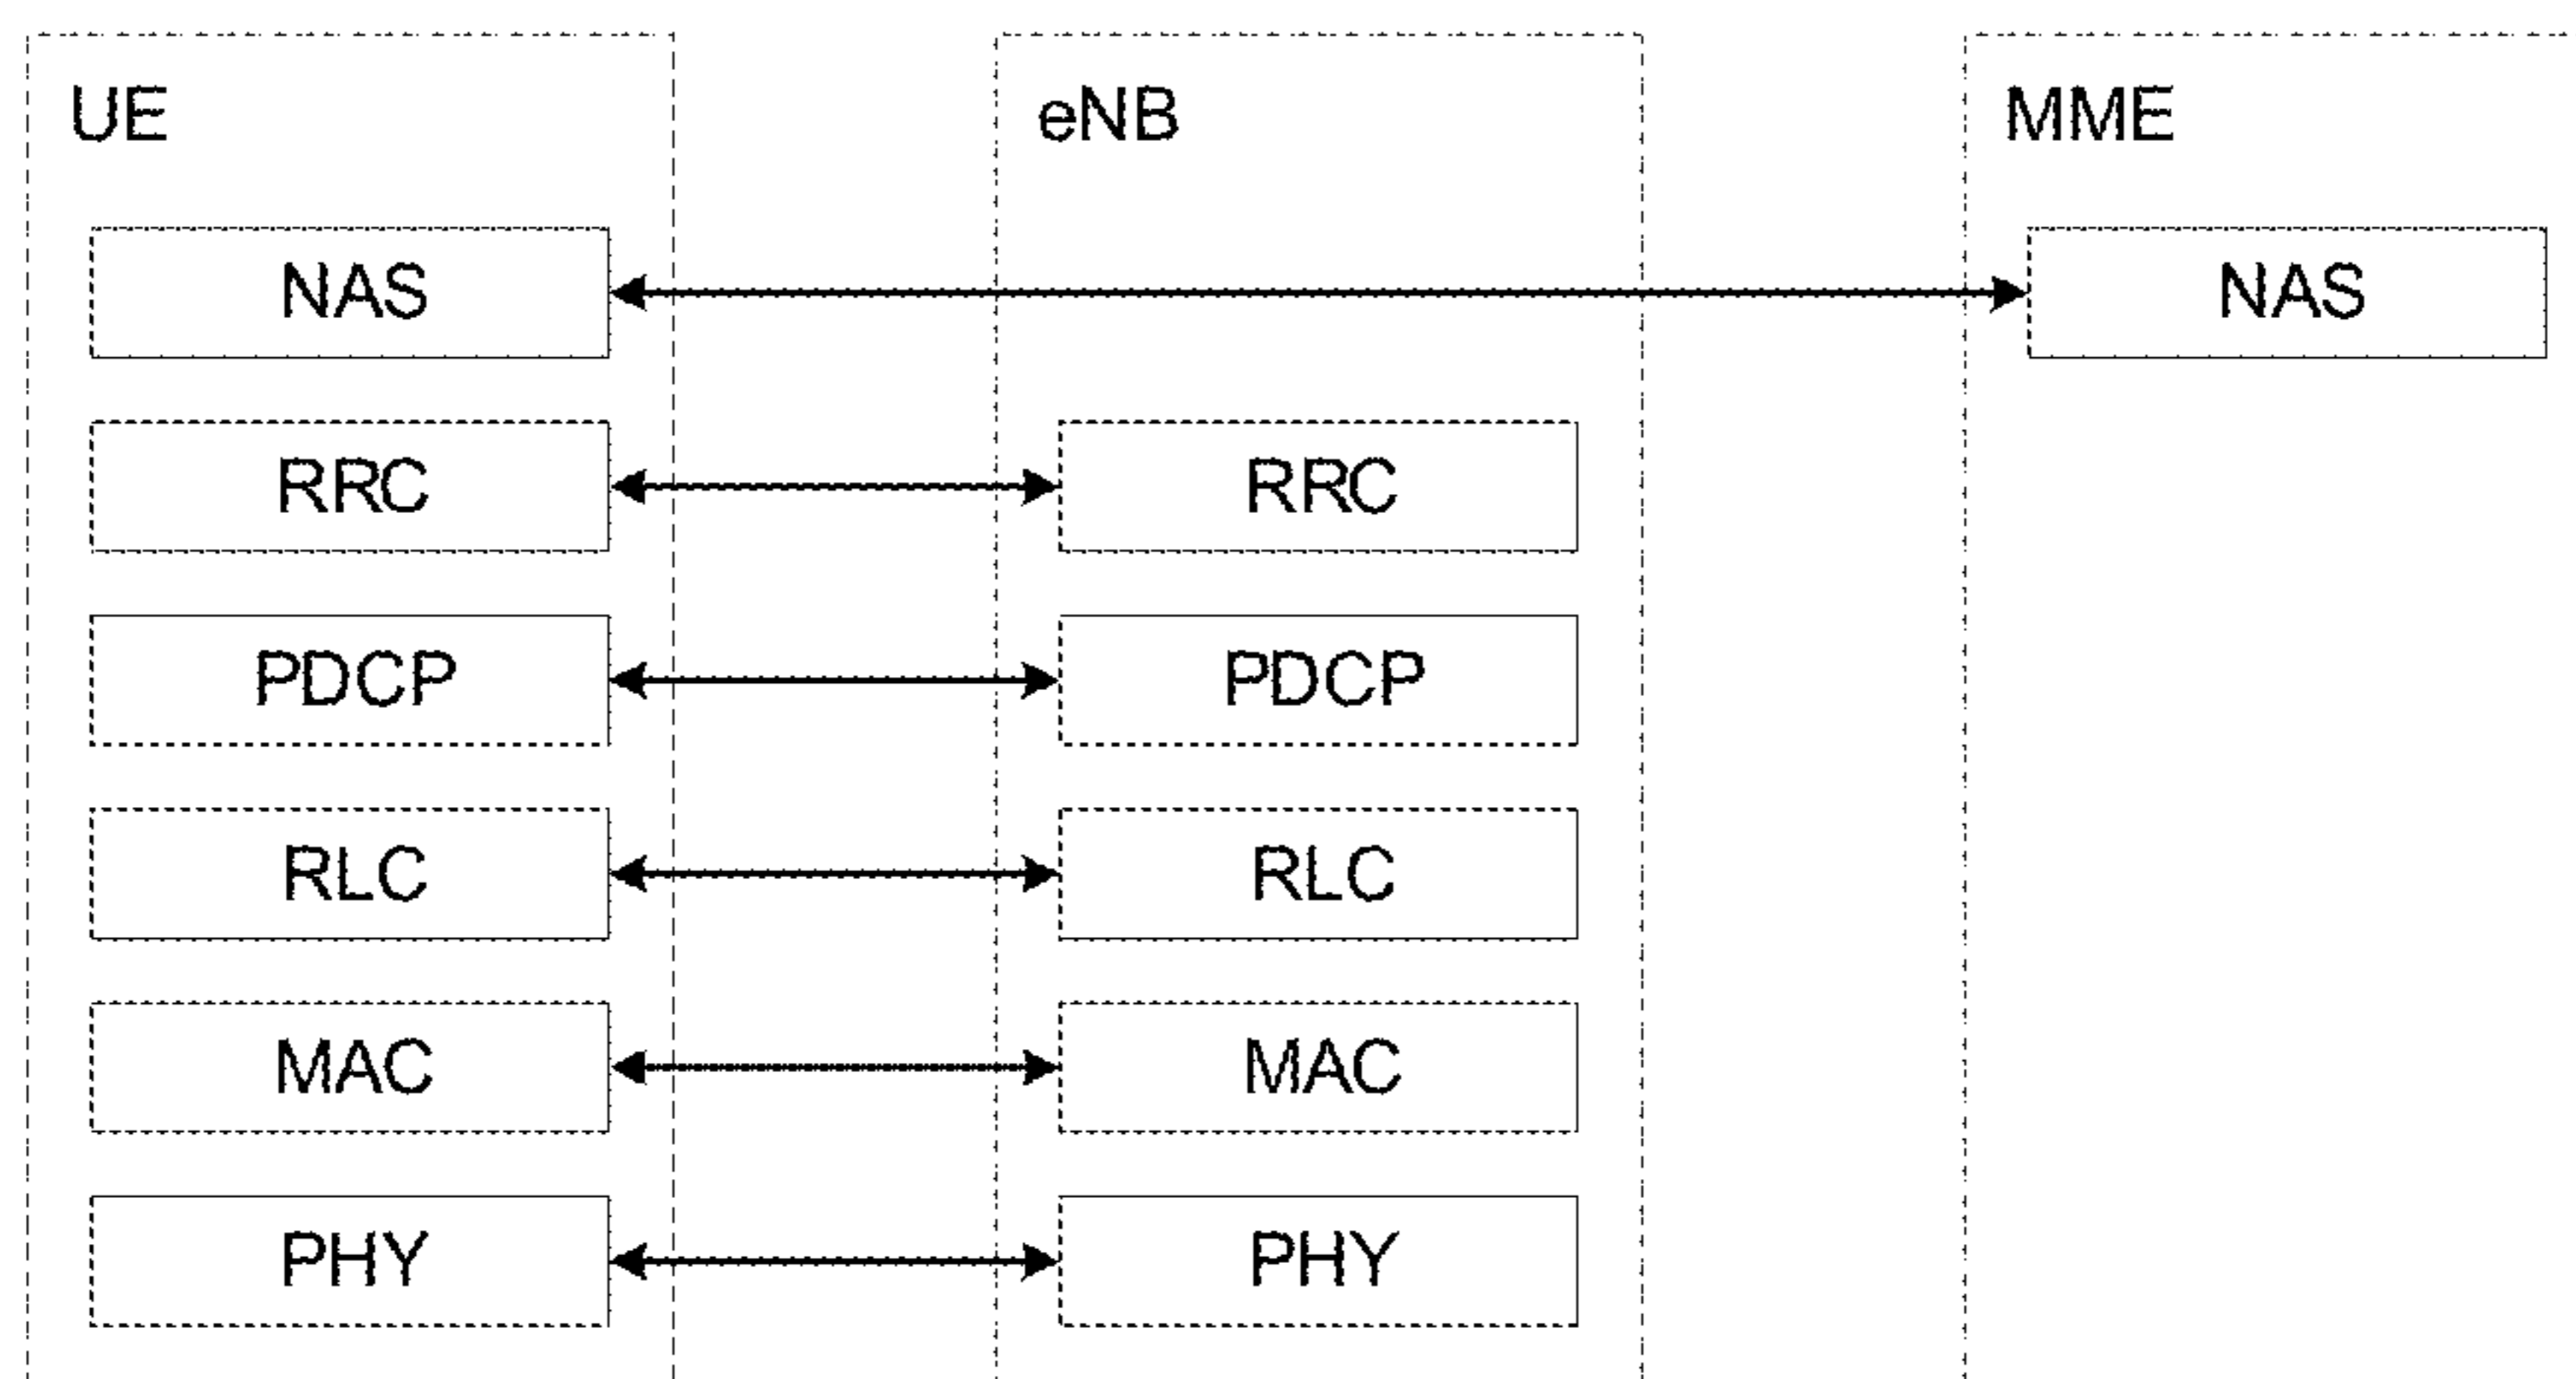 UE
eNB
MME
NAS
NAS
RRC
RRC
PDCP
PDCP
RLC
RLC
MAC
MAC
PHY
PHY